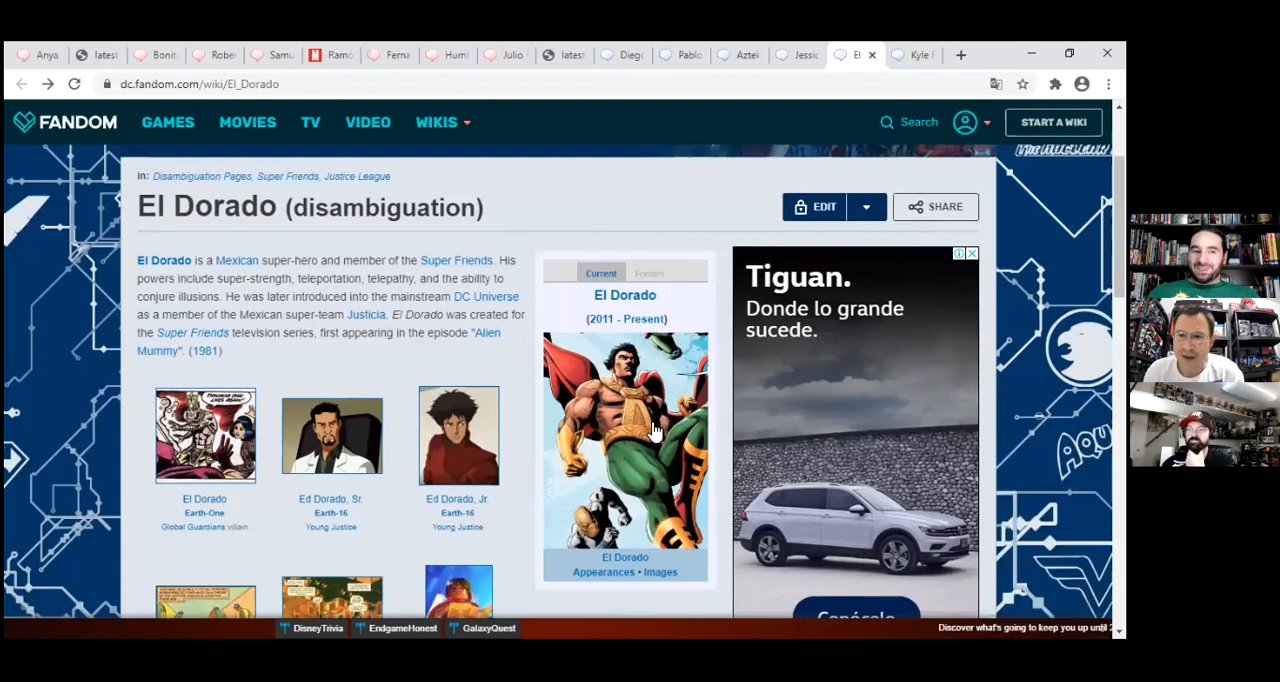 Anya
latest
Bonit
Rober
Samu
Ramó
Ferna
Humi
Julio
latest
Diego
Pablo
Aztek
Jessic
El
Kyle F
dc.fandom.com/wiki/El_Dorado
FANDOM
GAMES
MOVIES
TV
VIDEO
WIKIS
Search
START A WIKI
in: Disambiguation Pages, Super Friends, Justice League
El Dorado (disambiguation)
EDIT
SHARE
El Dorado is a Mexican super-hero and member of the Super Friends. His
powers include super-strength, teleportation, telepathy, and the ability to
conjure illusions. He was later introduced into the mainstream DC Universe
as a member of the Mexican super-team Justicia. El Dorado was created for
the Super Friends television series, first appearing in the episode "Alien
Mummy". (1981)
Current
Former
El Dorado
(2011 - Present)
El Dorado
Appearances • Images
El Dorado
Earth-One
Global Guardians villain
Ed Dorado, Sr.
Earth-16
Young Justice
Ed Dorado, Jr.
Earth-16
Young Justice
Tiguan.
Donde lo grande
sucede.
Conócelo
AQU
DisneyTrivia
EndgameHonest
GalaxyQuest
Discover what's going to keep you up until 2